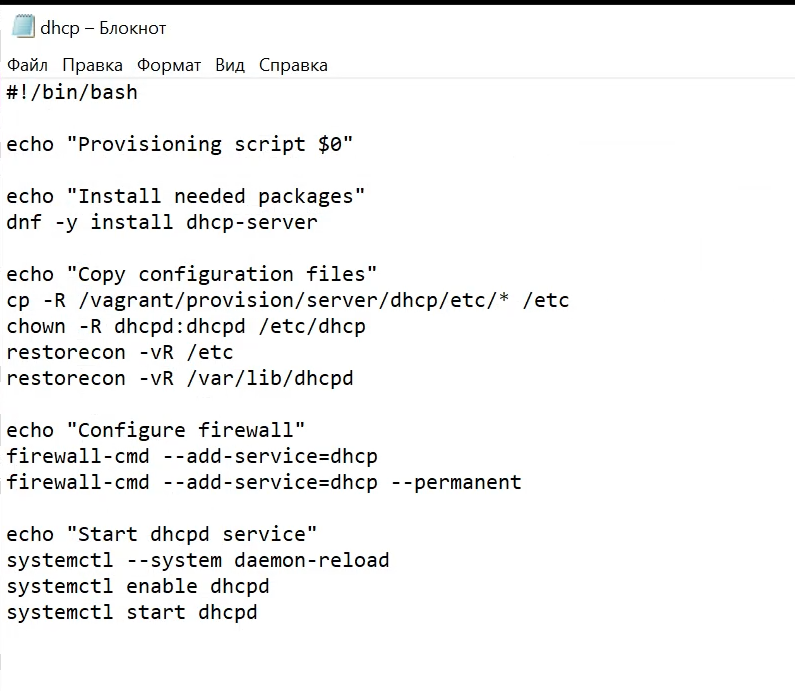 dhcp – Блокнот
Файл Правка Формат Вид Справка
#!/bin/bash
echo "Provisioning script $0"
echo "Install needed packages"
dnf -y install dhcp-server
echo "Copy configuration files"
cp -R /vagrant/provision/server/dhcp/etc/* /etc
chown -R dhcpd:dhcpd /etc/dhcp
restorecon -vR /etc
restorecon -vR /var/lib/dhcpd
echo "Configure firewall"
firewall-cmd --add-service=dhcp
firewall-cmd --add-service=dhcp --permanent
echo "Start dhcpd service"
systemctl --system daemon-reload
systemctl enable dhcpd
systemctl start dhcpd